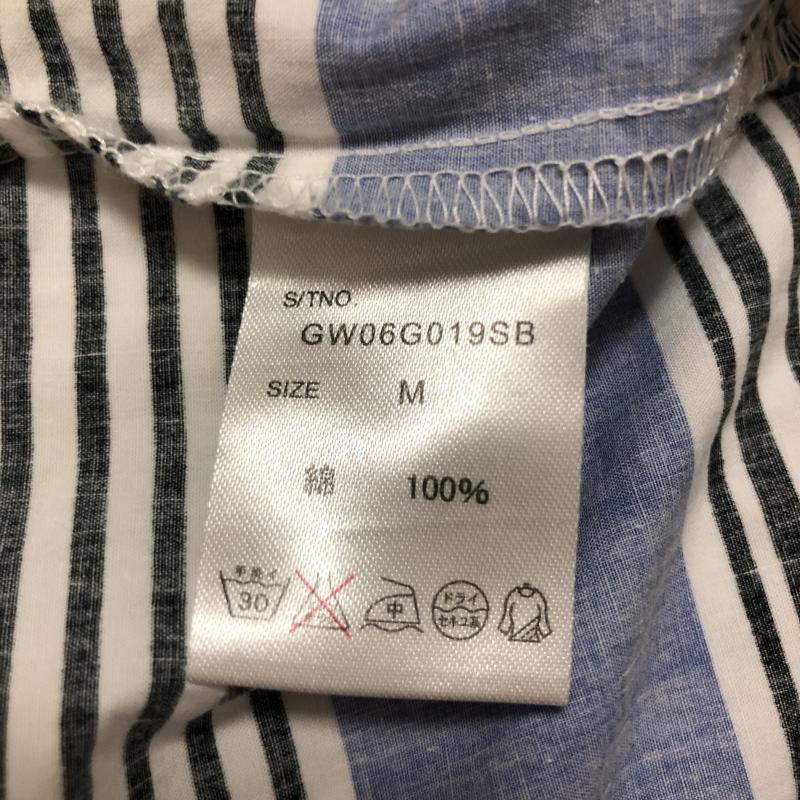 S/TNO.
GW06G019SB
SIZE M
綿 100%
手洗イ
30
中
ドライ
セキユ系